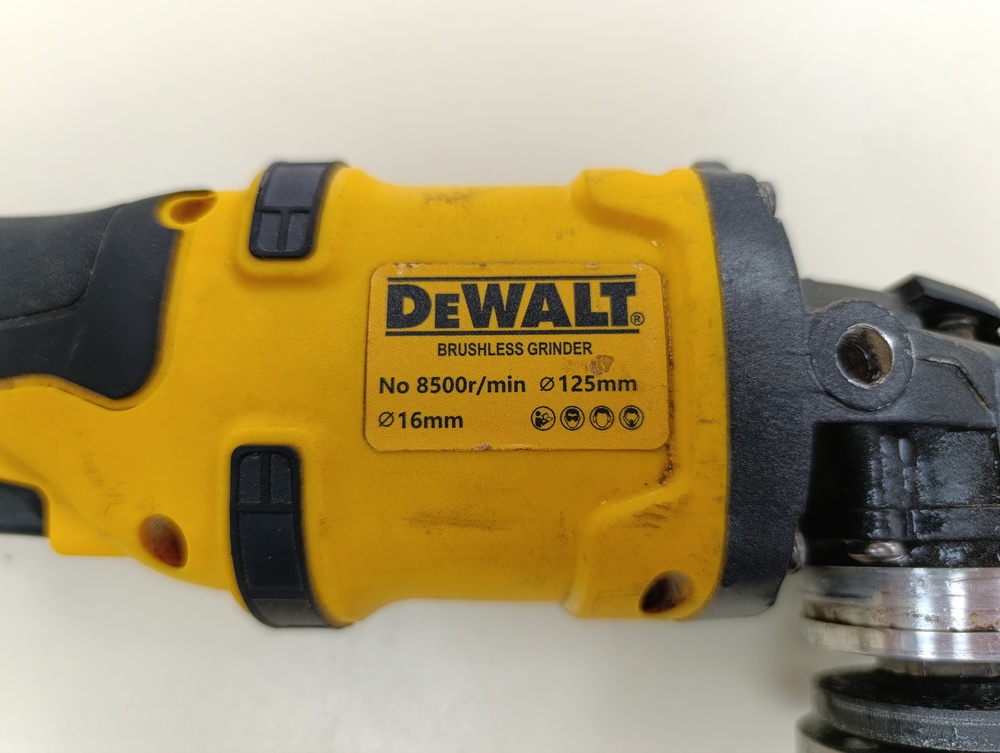 DEWALT®
BRUSHLESS GRINDER
No 8500r/min ∅125mm
∅16mm